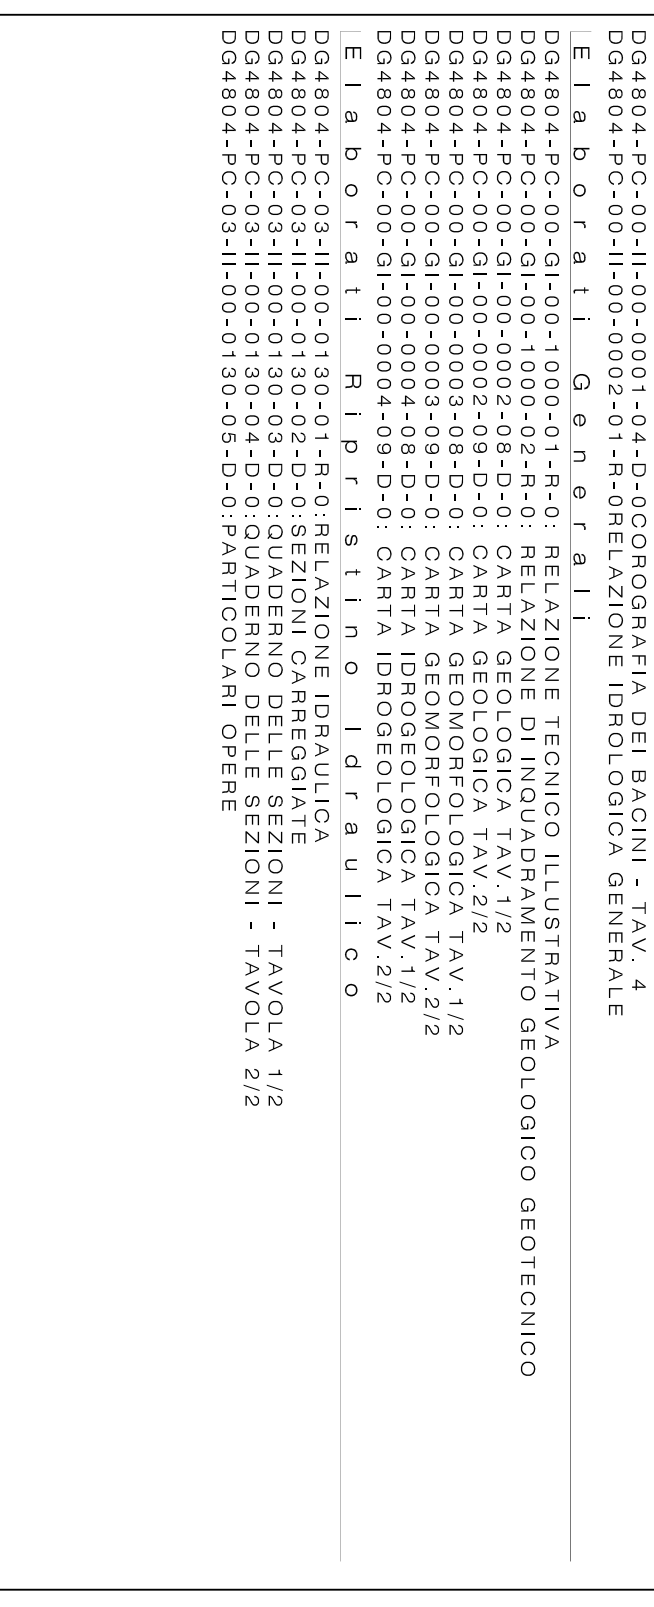 DG4804-PC-00-II-00-0001-04-D-0COROGRAFIA DEI BACINI - TAV. 4
DG4804-PC-00-II-00-0002-01-R-0RELAZIONE IDROLOGICA GENERALE
Elaborati Generali
DG4804-PC-00-GI-00-1000-01-R-0: RELAZIONE TECNICO ILLUSTRATIVA
DG4804-PC-00-GI-00-1000-02-R-0: RELAZIONE DI INQUADRAMENTO GEOLOGICO GEOTECNICO
DG4804-PC-00-GI-00-0002-08-D-0: CARTA GEOLOGICA TAV.1/2
DG4804-PC-00-GI-00-0002-09-D-0: CARTA GEOLOGICA TAV.2/2
DG4804-PC-00-GI-00-0003-08-D-0: CARTA GEOMORFOLOGICA TAV.1/2
DG4804-PC-00-GI-00-0003-09-D-0: CARTA GEOMORFOLOGICA TAV.2/2
DG4804-PC-00-GI-00-0004-08-D-0: CARTA IDROGEOLOGICA TAV.1/2
DG4804-PC-00-GI-00-0004-09-D-0: CARTA IDROGEOLOGICA TAV.2/2
Elaborati Ripristino Idraulico
DG4804-PC-03-II-00-0130-01-R-0:RELAZIONE IDRAULICA
DG4804-PC-03-II-00-0130-02-D-0:SEZIONI CARREGGIATE
DG4804-PC-03-II-00-0130-03-D-0:QUADERNO DELLE SEZIONI - TAVOLA 1/2
DG4804-PC-03-II-00-0130-04-D-0:QUADERNO DELLE SEZIONI - TAVOLA 2/2
DG4804-PC-03-II-00-0130-05-D-0:PARTICOLARI OPERE